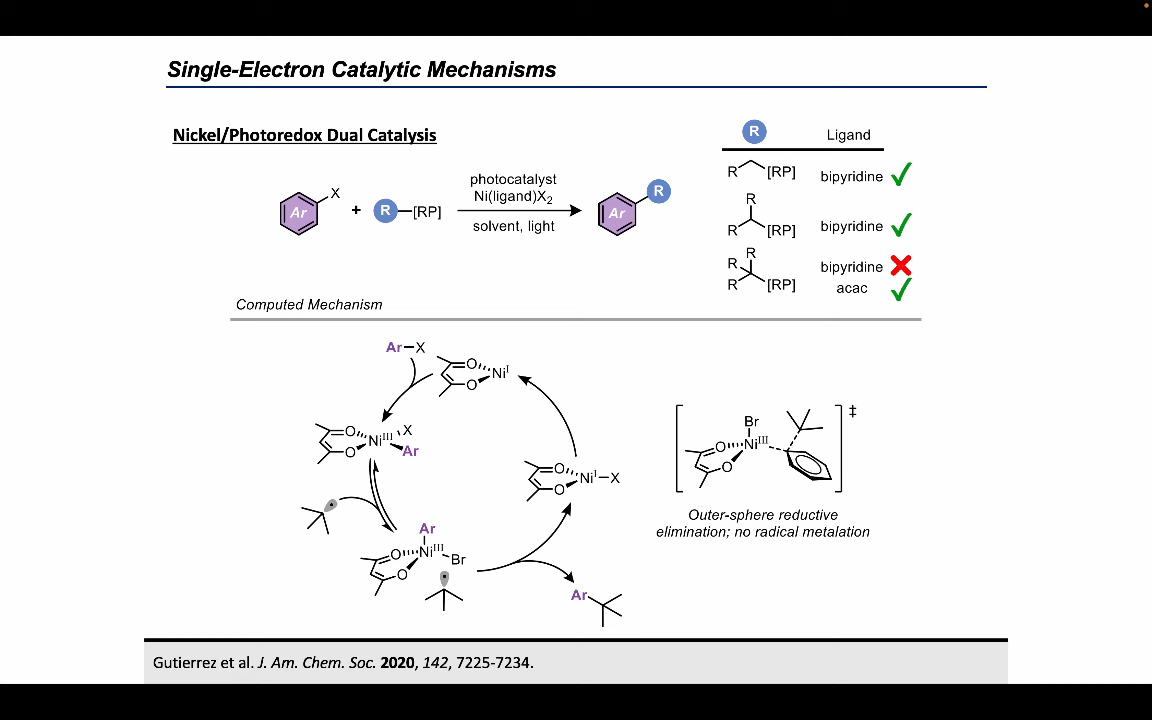 Single-Electron Catalytic Mechanisms
Nickel/Photoredox Dual Catalysis
Ar
X
+
R
[RP]
photocatalyst
Ni(ligand)X2
solvent, light
Ar
R
R
Ligand
R
[RP]
bipyridine
R
R
[RP]
bipyridine
R
R
R
[RP]
bipyridine
acac
Computed Mechanism
Ar–X
O
O
NiI
O
O
NiIII
X
Ar
O
O
NiI–X
Ar
O
O
NiIII
Br
Ar
Br
O
O
NiIII
‡
Outer-sphere reductive
elimination; no radical metalation
Gutierrez et al. J. Am. Chem. Soc. 2020, 142, 7225-7234.